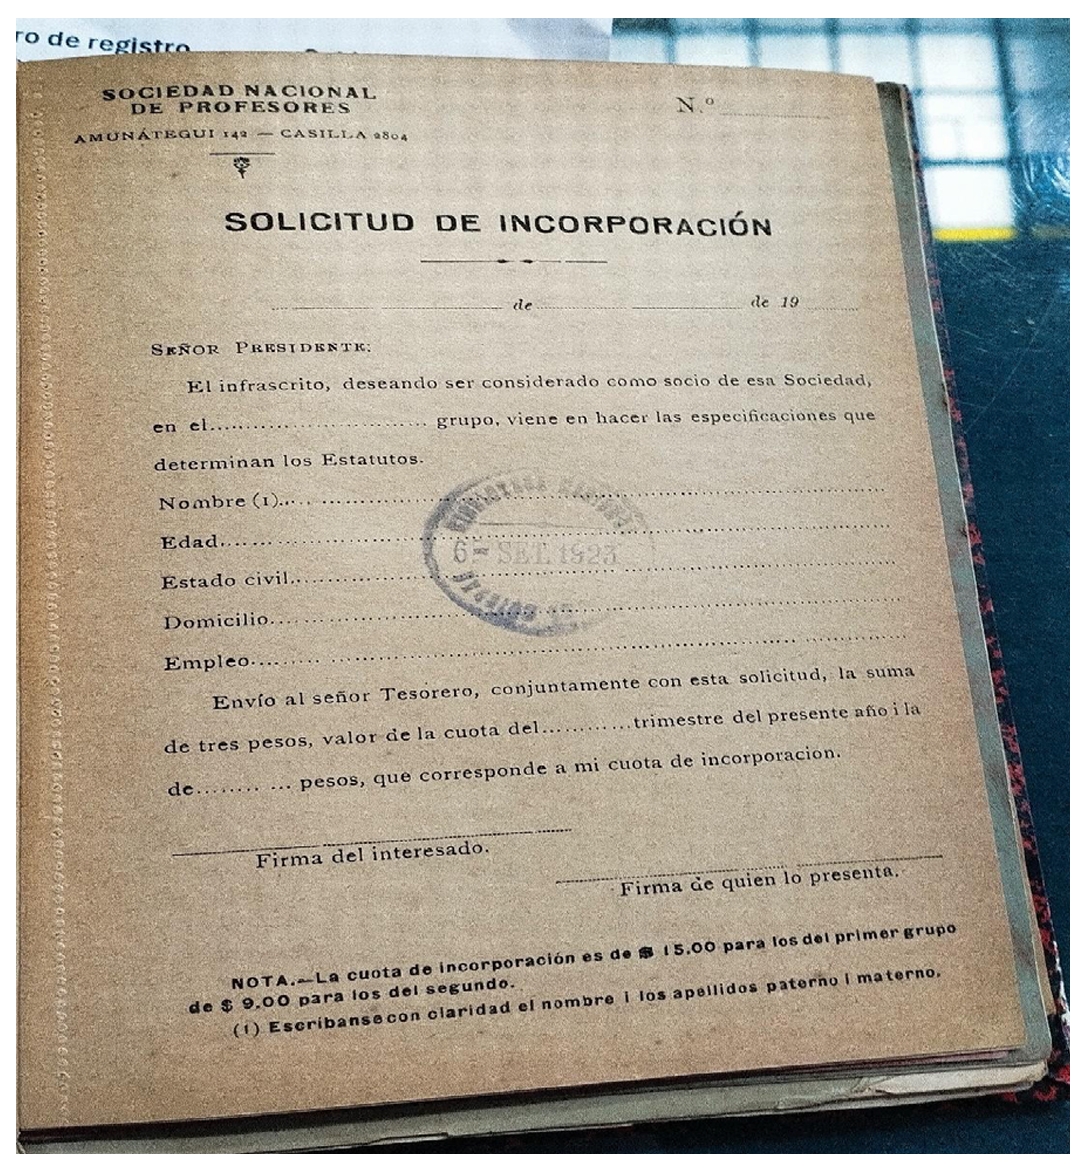 ro de registro
SOCIEDAD NACIONAL
DE PROFESORES
AMUNÁTEGUI 142 — CASILLA 2804
N.º
SOLICITUD DE INCORPORACIÓN
de de 19
SEÑOR PRESIDENTE:
El infrascrito, deseando ser considerado como socio de esa Sociedad,
en el.............................. grupo, viene en hacer las especificaciones que
determinan los Estatutos.
Nombre (1)....
Edad........
6 - SET. 1923
Estado civil...
Domicilio...
Empleo.........
Envío al señor Tesorero, conjuntamente con esta solicitud, la suma
de tres pesos, valor de la cuota del............trimestre del presente año i la
de........ ... pesos, que corresponde a mi cuota de incorporacion.
Firma del interesado.
Firma de quien lo presenta.
NOTA.—La cuota de incorporación es de $ 15.00 para los del primer grupo
de $ 9.00 para los del segundo.
(1) Escríbanse con claridad el nombre i los apellidos paterno i materno.